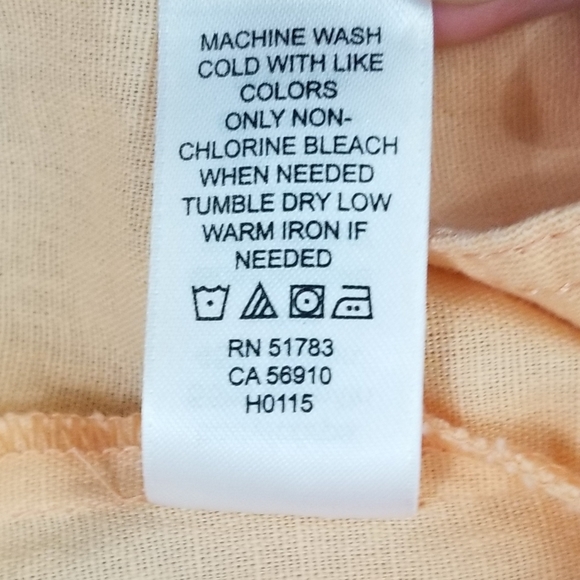 MACHINE WASH
COLD WITH LIKE
COLORS
ONLY NON-
CHLORINE BLEACH
WHEN NEEDED
TUMBLE DRY LOW
WARM IRON IF
NEEDED
RN 51783
CA 56910
H0115